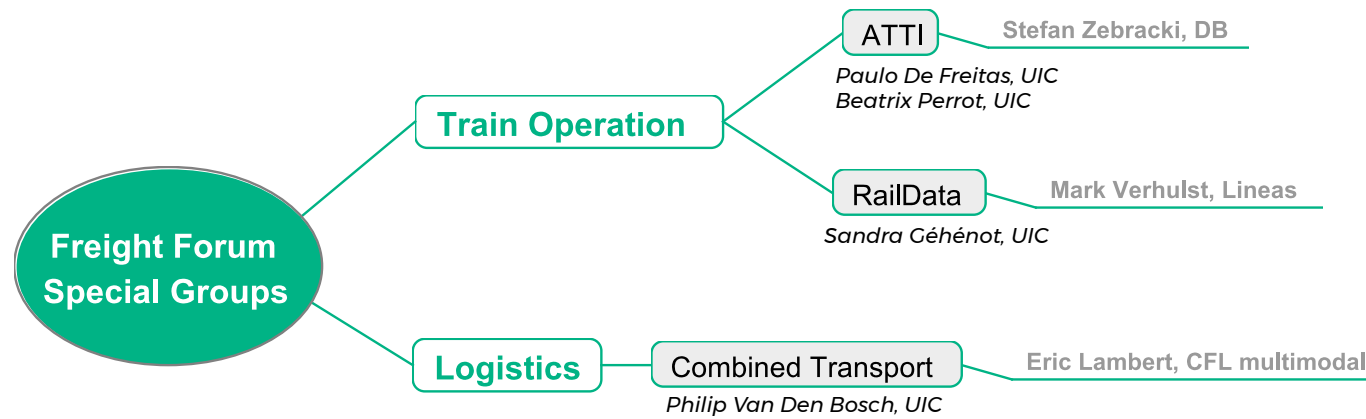 Freight Forum
Special Groups
Train Operation
ATTI
Stefan Zebracki, DB
Paulo De Freitas, UIC
Beatrix Perrot, UIC
RailData
Mark Verhulst, Lineas
Sandra Géhénot, UIC
Logistics
Combined Transport
Eric Lambert, CFL multimodal
Philip Van Den Bosch, UIC